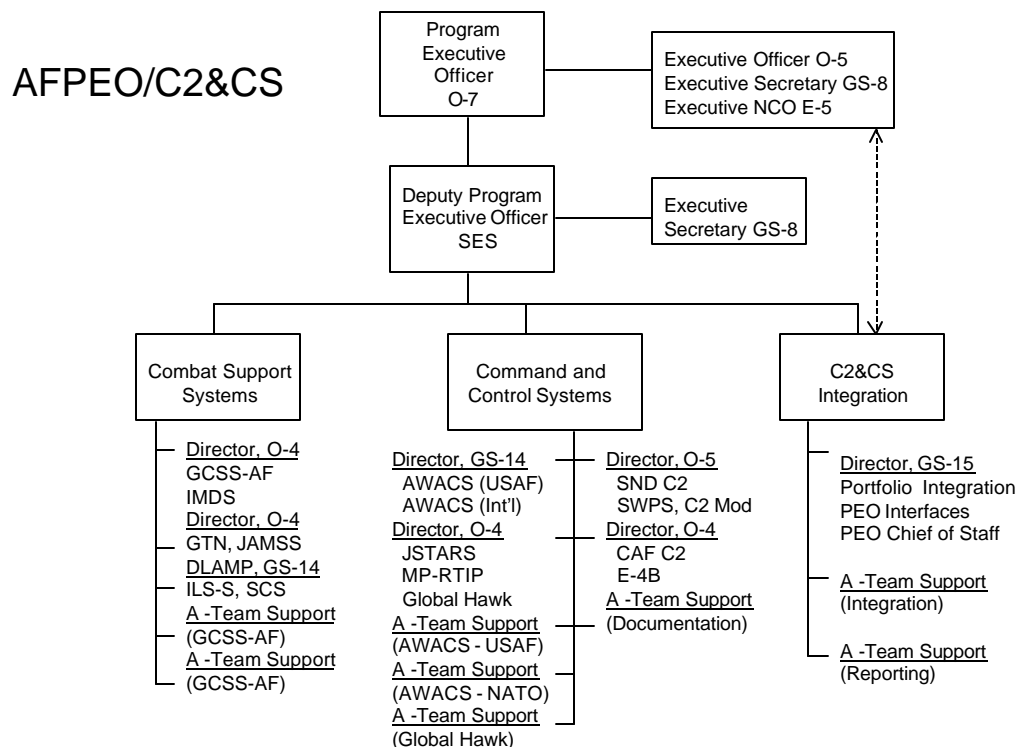 AFPEO/C2&CS
Program
Executive
Officer
O-7
Executive Officer O-5
Executive Secretary GS-8
Executive NCO E-5
Deputy Program
Executive Officer
SES
Executive
Secretary GS-8
Combat Support
Systems
Director, O-4
GCSS-AF
IMDS
Director, O-4
GTN, JAMSS
DLAMP, GS-14
ILS-S, SCS
A -Team Support
(GCSS-AF)
A -Team Support
(GCSS-AF)
Command and
Control Systems
Director, GS-14
AWACS (USAF)
AWACS (Int'l)
Director, O-4
JSTARS
MP-RTIP
Global Hawk
A -Team Support
(AWACS - USAF)
A -Team Support
(AWACS - NATO)
A -Team Support
(Global Hawk)
Director, O-5
SND C2
SWPS, C2 Mod
Director, O-4
CAF C2
E-4B
A -Team Support
(Documentation)
C2&CS
Integration
Director, GS-15
Portfolio Integration
PEO Interfaces
PEO Chief of Staff
A -Team Support
(Integration)
A -Team Support
(Reporting)